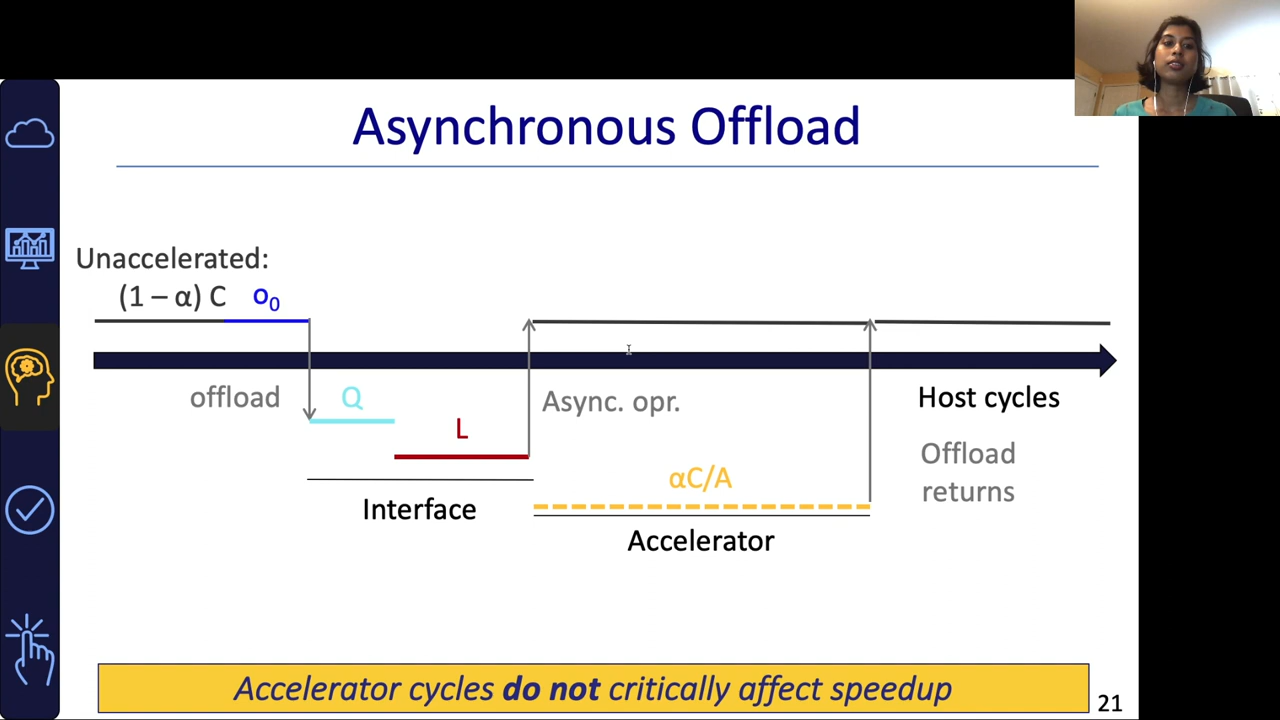 Asynchronous Offload
Unaccelerated:
(1 – α) C o₀
offload
Q
L
Async. opr.
Host cycles
Offload
returns
αC/A
Interface
Accelerator
Accelerator cycles do not critically affect speedup
21